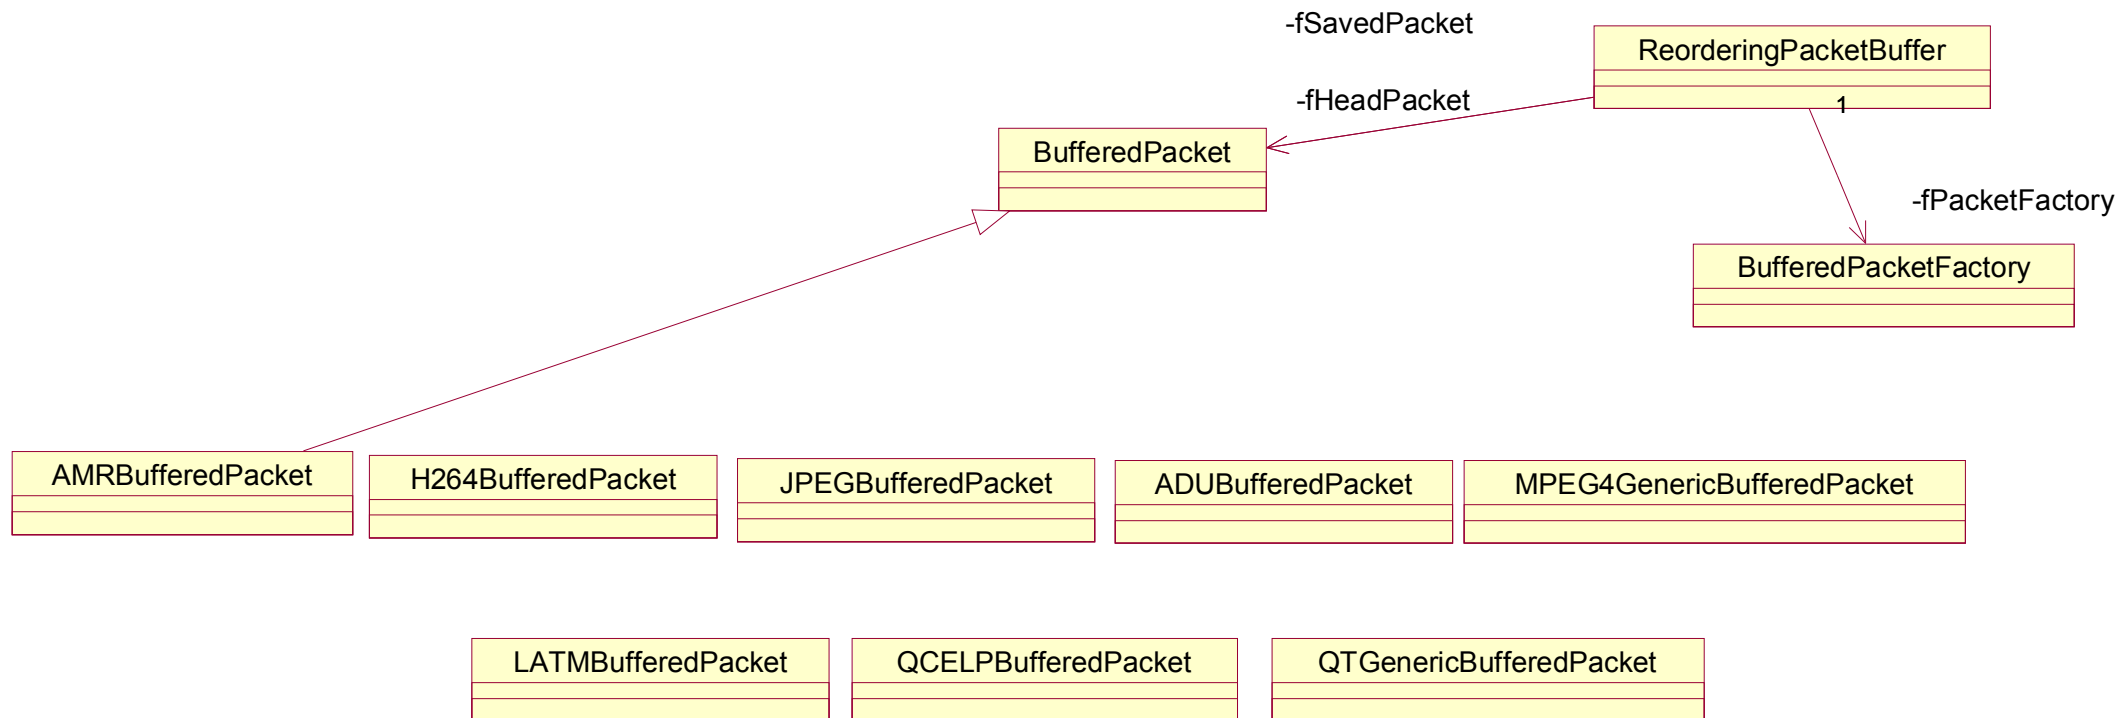 -fSavedPacket
ReorderingPacketBuffer
-fHeadPacket
1
BufferedPacket
-fPacketFactory
BufferedPacketFactory
AMRBufferedPacket
H264BufferedPacket
JPEGBufferedPacket
ADUBufferedPacket
MPEG4GenericBufferedPacket
LATMBufferedPacket
QCELPBufferedPacket
QTGenericBufferedPacket